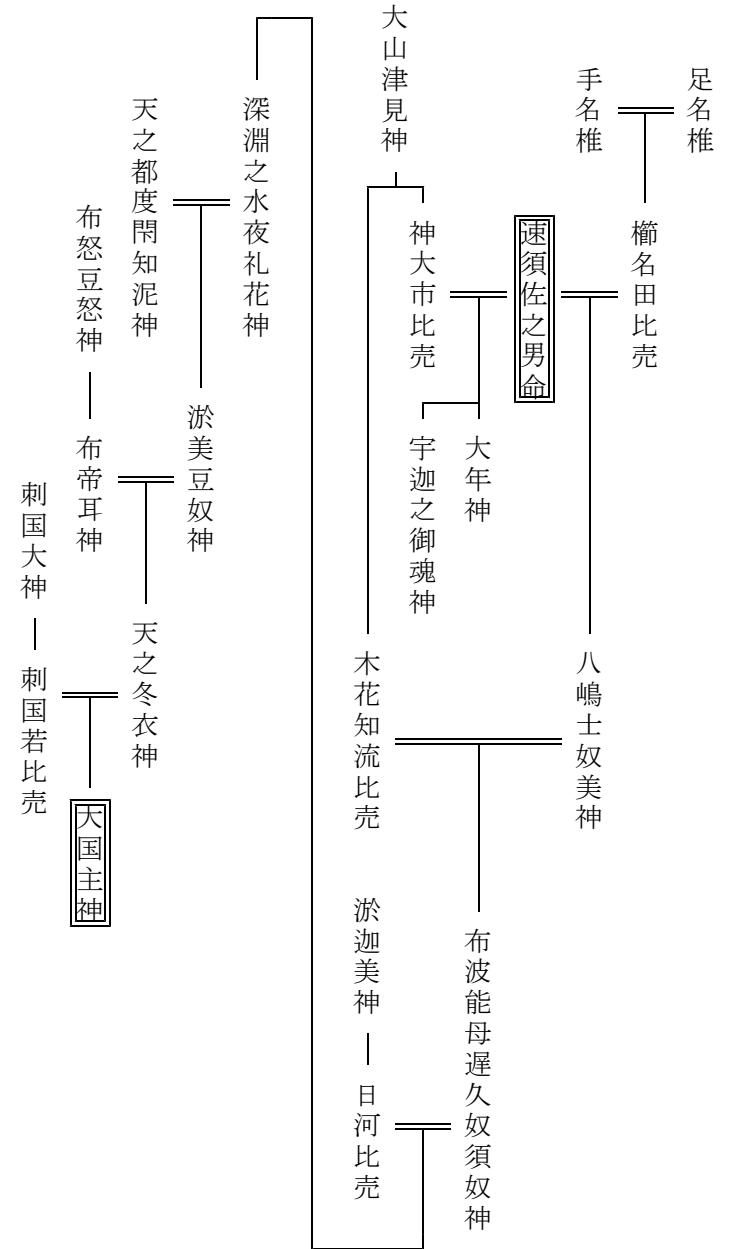 足名椎
手名椎
櫛名田比売
速須佐之男命
大山津見神
神大市比売
大年神
宇迦之御魂神
八嶋士奴美神
木花知流比売
布波能母遅久奴須奴神
淤迦美神
日河比売
深淵之水夜礼花神
天之都度閇知泥神
淤美豆奴神
布怒豆怒神
布帝耳神
天之冬衣神
刺国大神
刺国若比売
大国主神